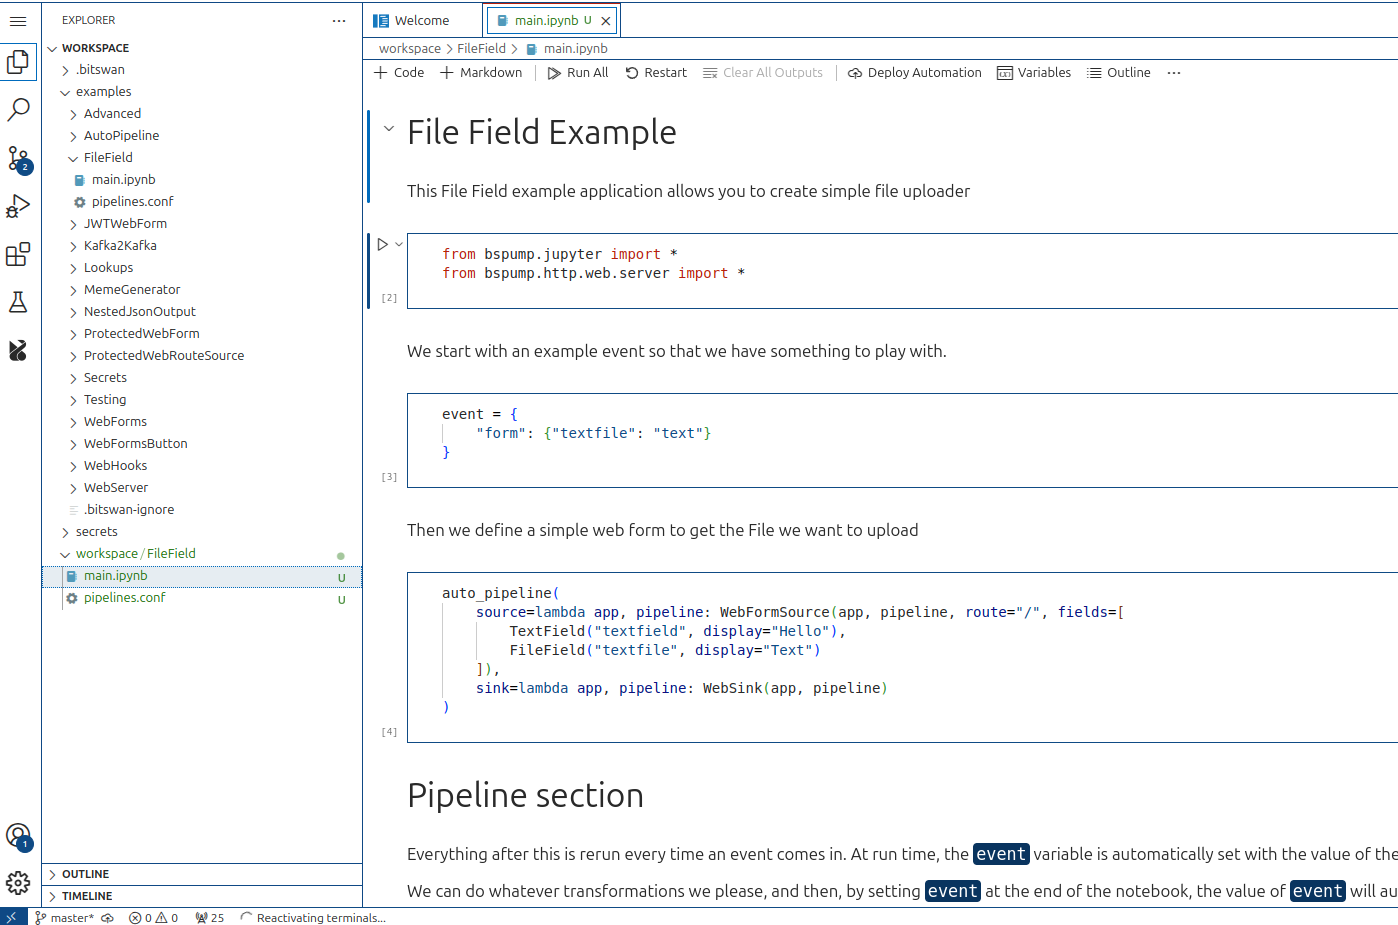 EXPLORER
···
WORKSPACE
.bitswan
examples
Advanced
AutoPipeline
FileField
main.ipynb
pipelines.conf
JWTWebForm
Kafka2Kafka
Lookups
MemeGenerator
NestedJsonOutput
ProtectedWebForm
ProtectedWebRouteSource
Secrets
Testing
WebForms
WebFormsButton
WebHooks
WebServer
.bitswan-ignore
secrets
workspace/FileField
main.ipynb U
pipelines.conf U
OUTLINE
TIMELINE
2
1
Welcome
main.ipynb U
workspace > FileField > main.ipynb
+ Code + Markdown Run All Restart Clear All Outputs Deploy Automation Variables Outline ···
File Field Example
This File Field example application allows you to create simple file uploader
from bspump.jupyter import *
from bspump.http.web.server import *
[2]
We start with an example event so that we have something to play with.
event = {
    "form": {"textfile": "text"}
}
[3]
Then we define a simple web form to get the File we want to upload
auto_pipeline(
    source=lambda app, pipeline: WebFormSource(app, pipeline, route="/", fields=[
        TextField("textfield", display="Hello"),
        FileField("textfile", display="Text")
    ]),
    sink=lambda app, pipeline: WebSink(app, pipeline)
)
[4]
Pipeline section
Everything after this is rerun every time an event comes in. At run time, the event variable is automatically set with the value of the
We can do whatever transformations we please, and then, by setting event at the end of the notebook, the value of event will au
master* 0 0 25 Reactivating terminals...